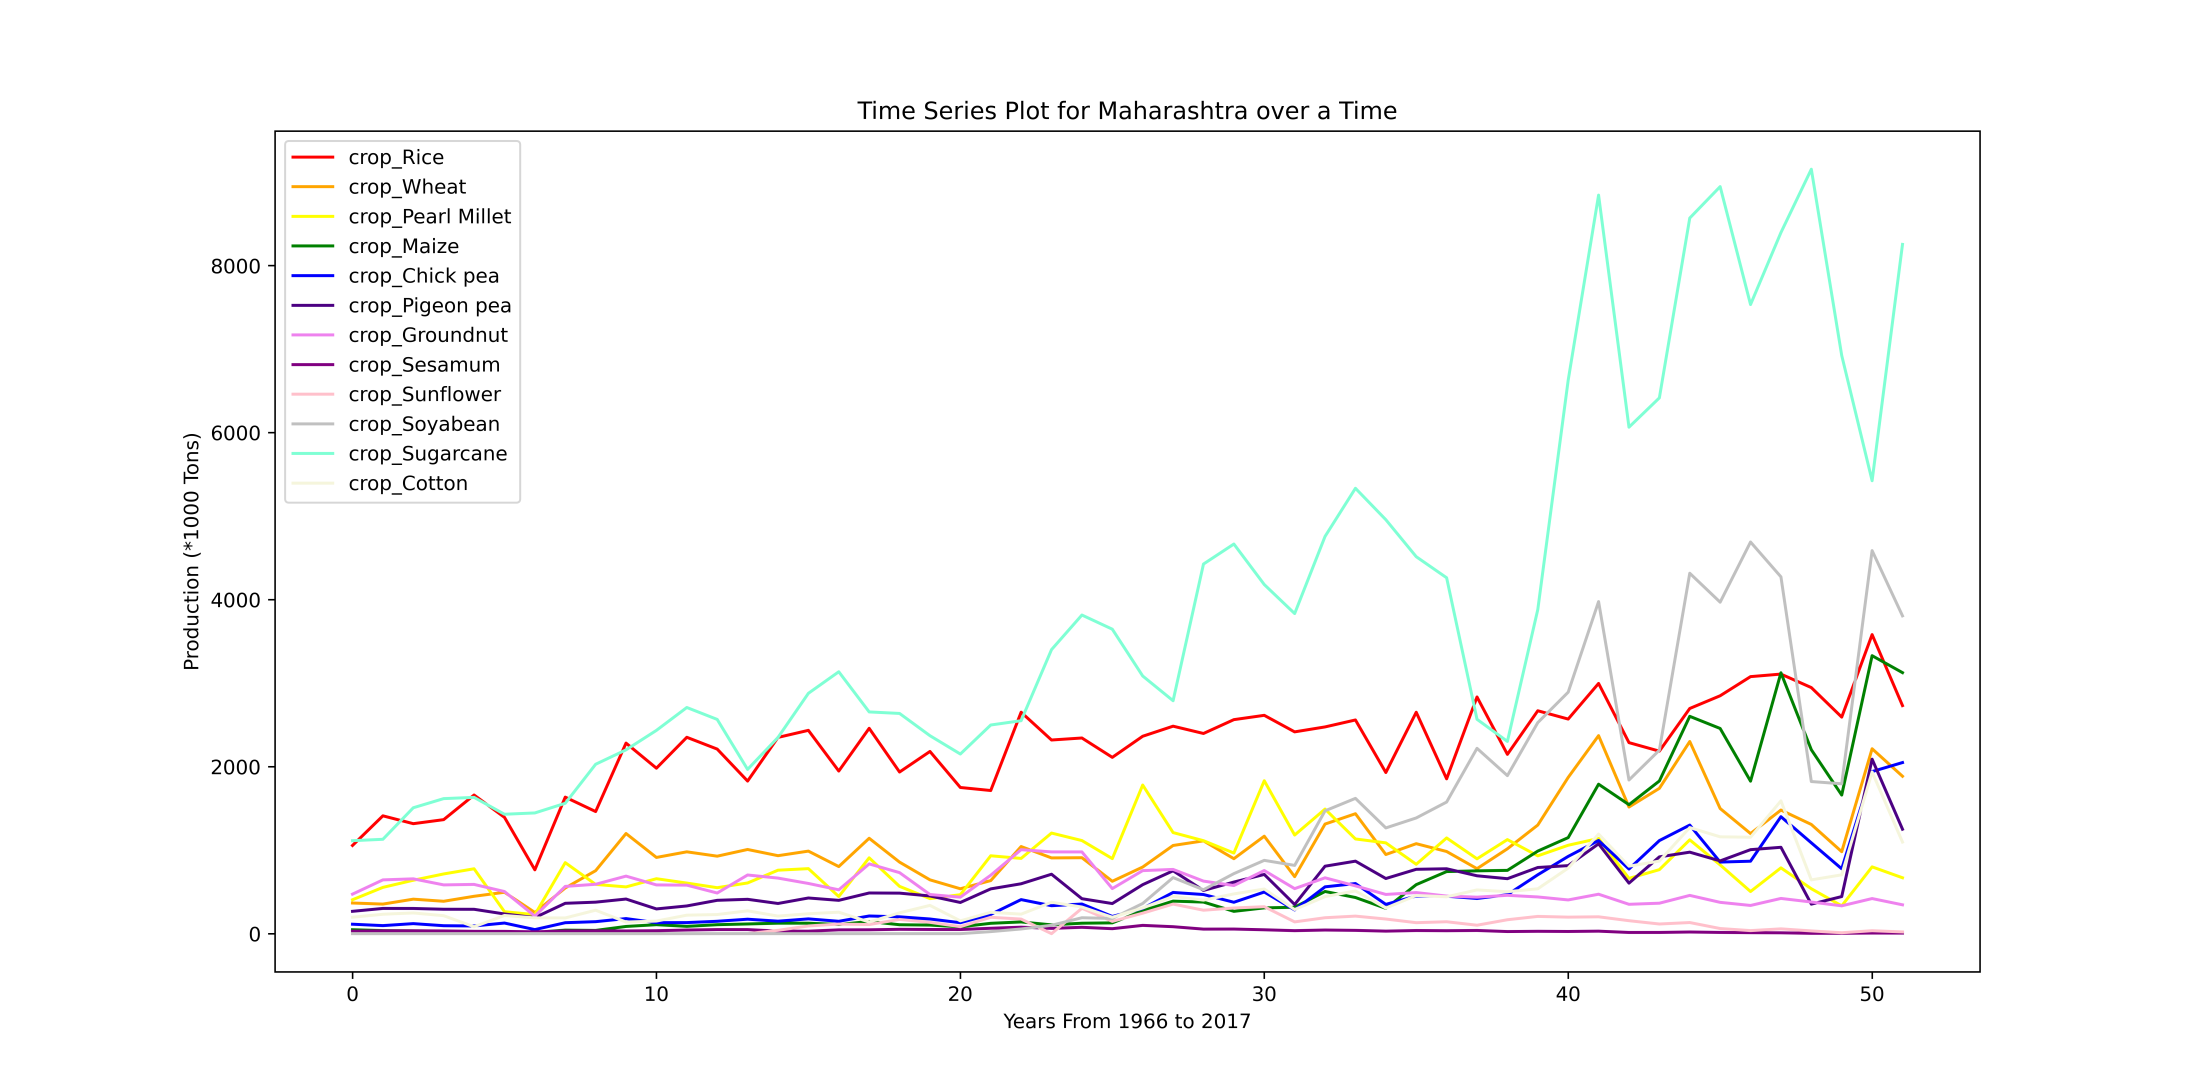 Time Series Plot for Maharashtra over a Time
crop_Rice
crop_Wheat
crop_Pearl Millet
crop_Maize
crop_Chick pea
crop_Pigeon pea
crop_Groundnut
crop_Sesamum
crop_Sunflower
crop_Soyabean
crop_Sugarcane
crop_Cotton
Production (*1000 Tons)
8000
6000
4000
2000
0
0 10 20 30 40 50
Years From 1966 to 2017